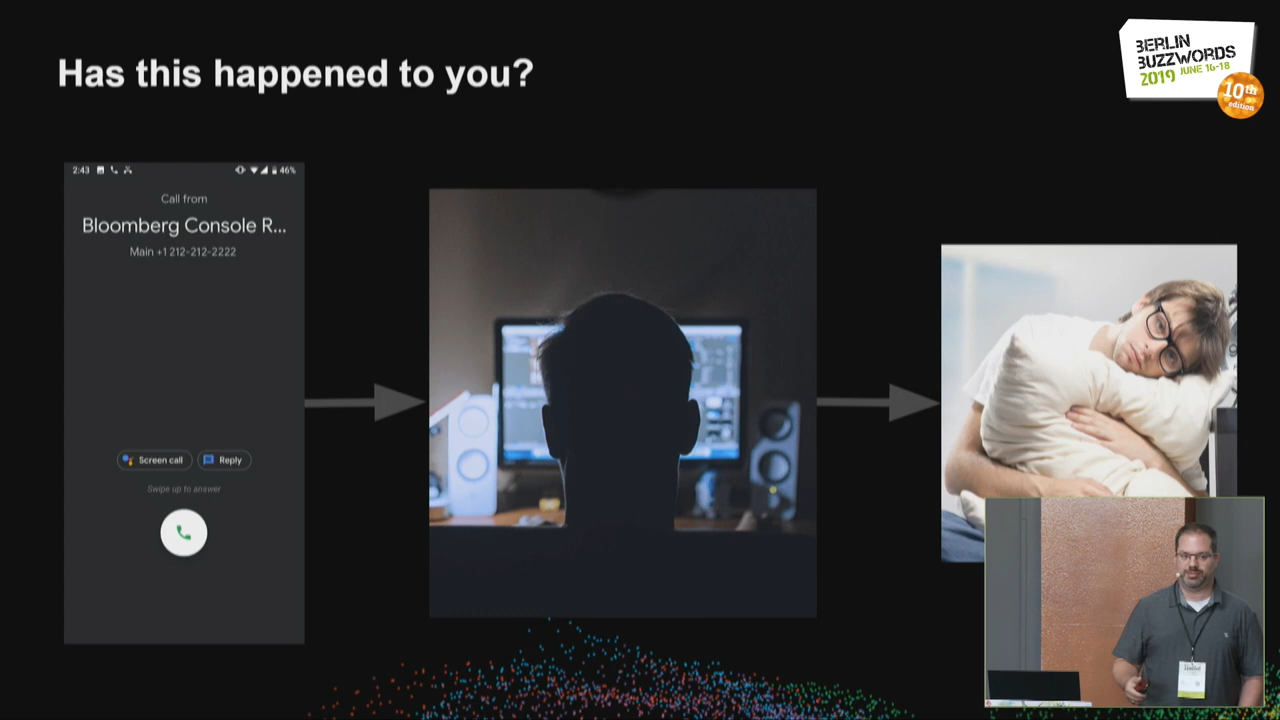 Has this happened to you?
BERLIN
BUZZWORDS
2019 JUNE 16-18
10th
edition
2:43
46%
Call from
Bloomberg Console R...
Main +1 212-212-2222
Screen call
Reply
Swipe up to answer